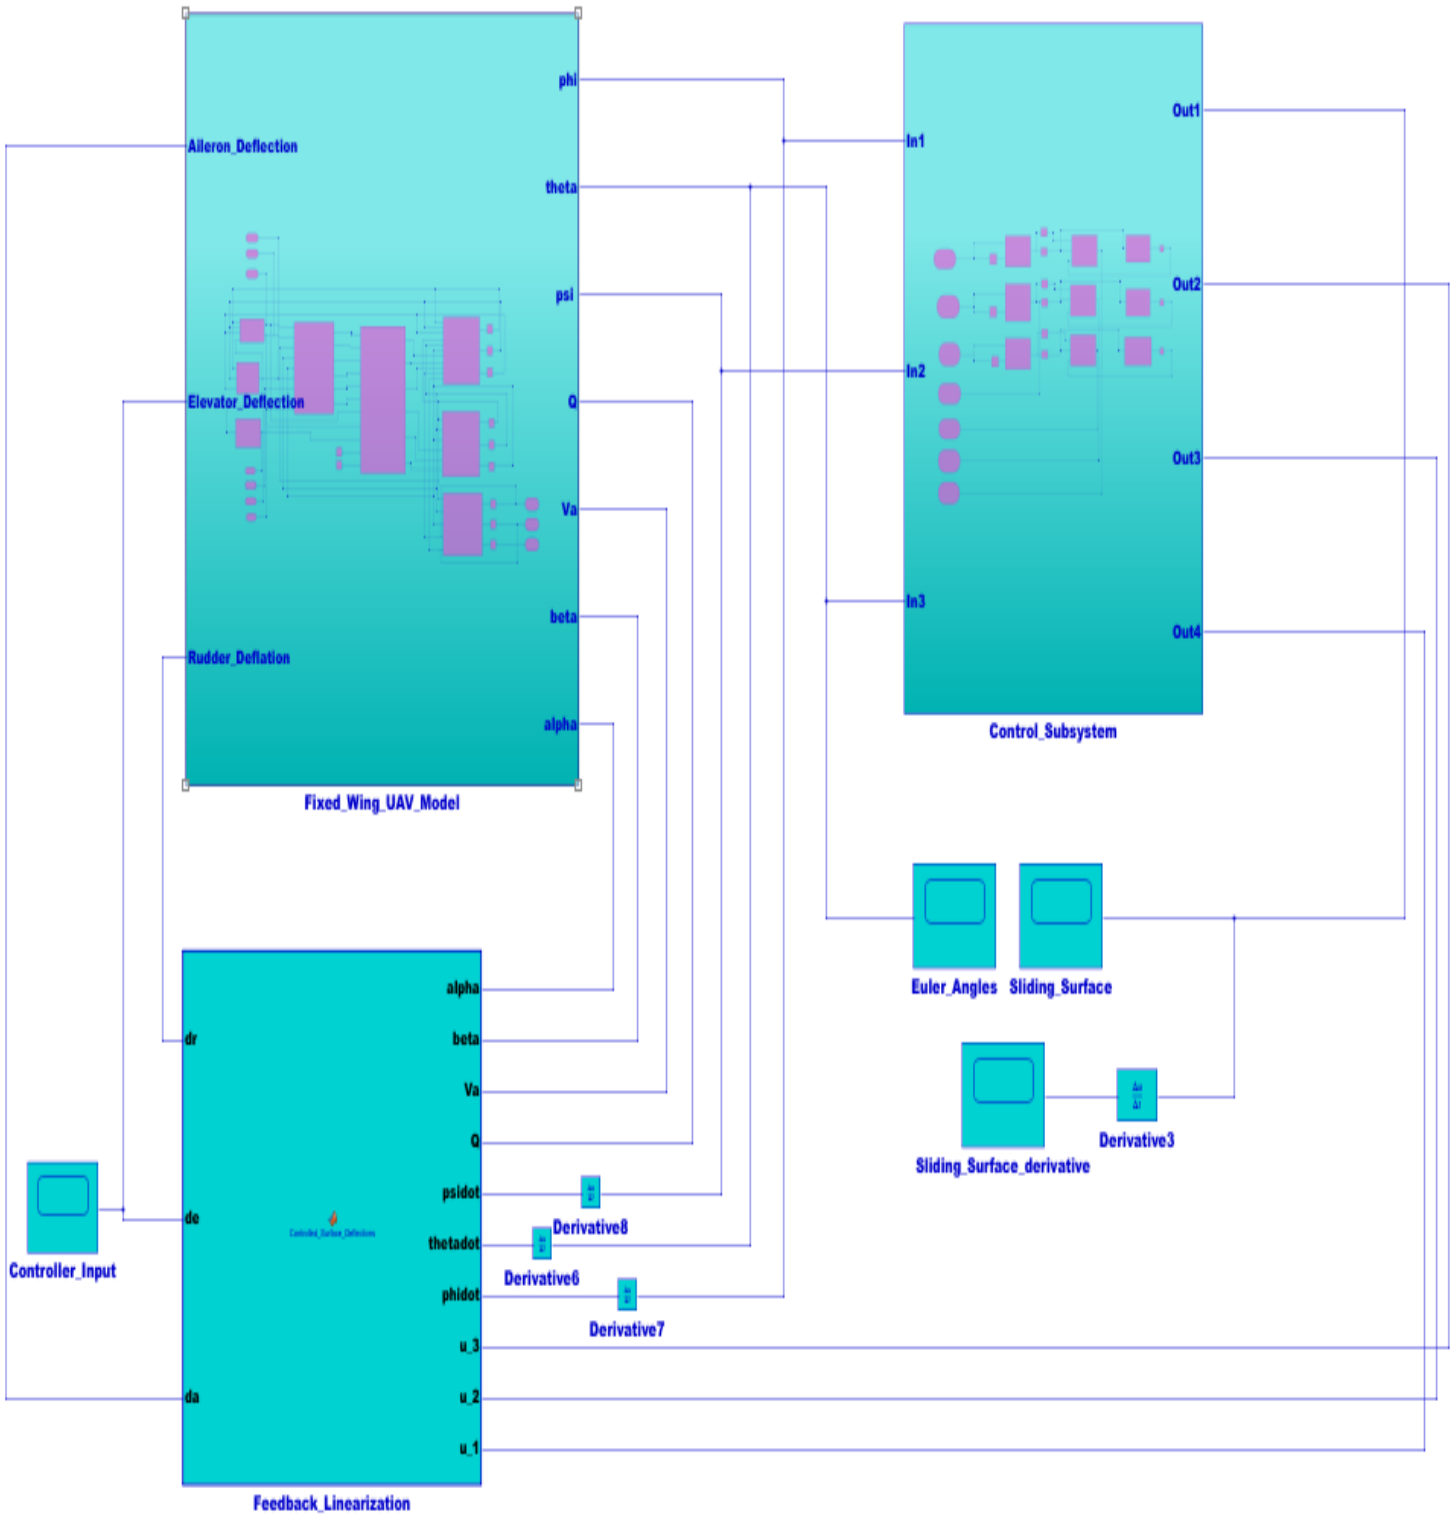 phi
Aileron_Deflection
theta
psi
Elevator_Deflection
Q
Va
beta
Rudder_Deflation
alpha
Fixed_Wing_UAV_Model
Out1
In1
Out2
In2
Out3
In3
Out4
Control_Subsystem
Euler_Angles
Sliding_Surface
Derivative3
Sliding_Surface_derivative
alpha
dr
beta
Va
Q
psidot
Derivative8
de
Controlled_Surface_Deflections
thetadot
Derivative6
Controller_Input
phidot
Derivative7
u_3
da
u_2
u_1
Feedback_Linearization